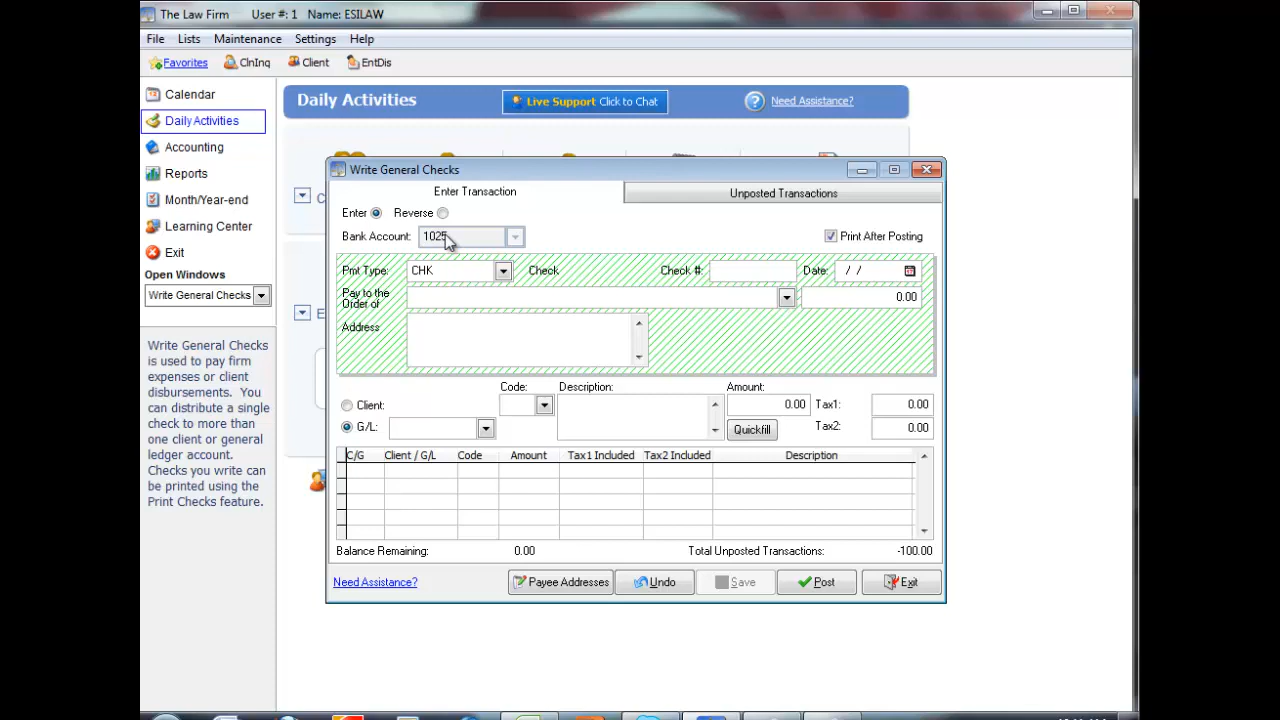 The Law Firm User #: 1 Name: ESILAW
File Lists Maintenance Settings Help
Favorites ClnInq Client EntDis
Calendar
Daily Activities
Accounting
Reports
Month/Year-end
Learning Center
Exit
Open Windows
Write General Checks
Write General Checks
is used to pay firm
expenses or client
disbursements. You
can distribute a single
check to more than
one client or general
ledger account.
Checks you write can
be printed using the
Print Checks feature.
Daily Activities
Live Support Click to Chat
Need Assistance?
Write General Checks
Enter Transaction Unposted Transactions
Enter Reverse
Bank Account: 1025 Print After Posting
Pmt Type: CHK Check Check #: Date: / /
Pay to the
Order of 0.00
Address
Code: Description: Amount:
Client: 0.00 Tax1: 0.00
G/L: Quickfill Tax2: 0.00
C/G Client / G/L Code Amount Tax1 Included Tax2 Included Description
Balance Remaining: 0.00 Total Unposted Transactions: -100.00
Need Assistance? Payee Addresses Undo Save Post Exit